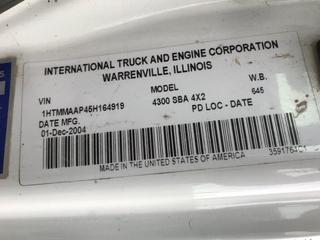 INTERNATIONAL TRUCK AND ENGINE CORPORATION
WARRENVILLE, ILLINOIS
VIN MODEL W.B.
1HTMMAAP45H164919 4300 SBA 4X2 645
DATE MFG. PD LOC - DATE
01-Dec-2004
MADE IN THE UNITED STATES OF AMERICA
3591764C1